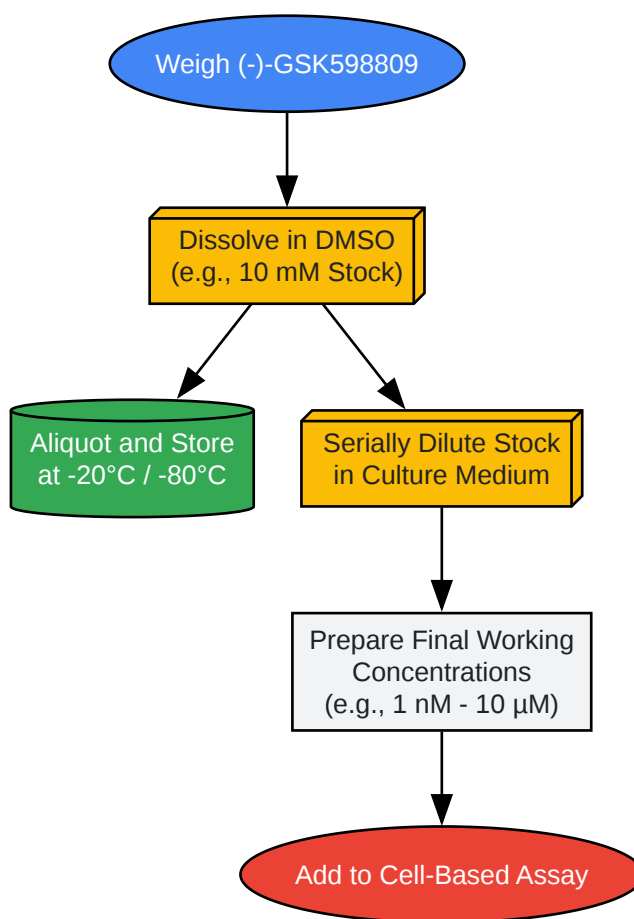 Weigh (-)-GSK598809
Dissolve in DMSO
(e.g., 10 mM Stock)
Aliquot and Store
at -20°C / -80°C
Serially Dilute Stock
in Culture Medium
Prepare Final Working
Concentrations
(e.g., 1 nM - 10 µM)
Add to Cell-Based Assay